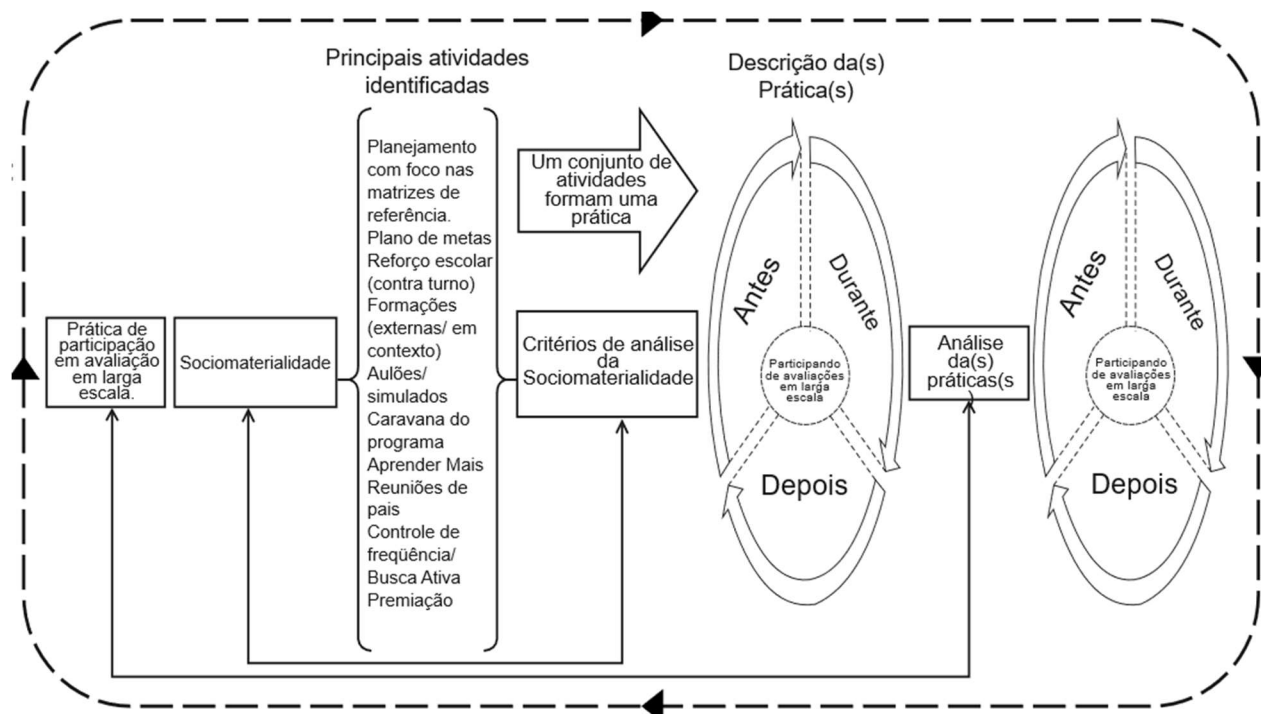 Principais atividades
identificadas
Descrição da(s)
Prática(s)
Prática de
participação
em avaliação
em larga
escala.
Sociomaterialidade
Planejamento
com foco nas
matrizes de
referência.
Plano de metas
Reforço escolar
(contra turno)
Formações
(externas/ em
contexto)
Aulões/
simulados
Caravana do
programa
Aprender Mais
Reuniões de
pais
Controle de
freqüência/
Busca Ativa
Premiação
Um conjunto de
atividades
formam uma
prática
Critérios de análise
da
Sociomaterialidade
Antes
Durante
Participando
de avaliações
em larga
escala
Depois
Análise
da(s)
práticas(s
)
Antes
Durante
Participando
de avaliações
em larga
escala
Depois